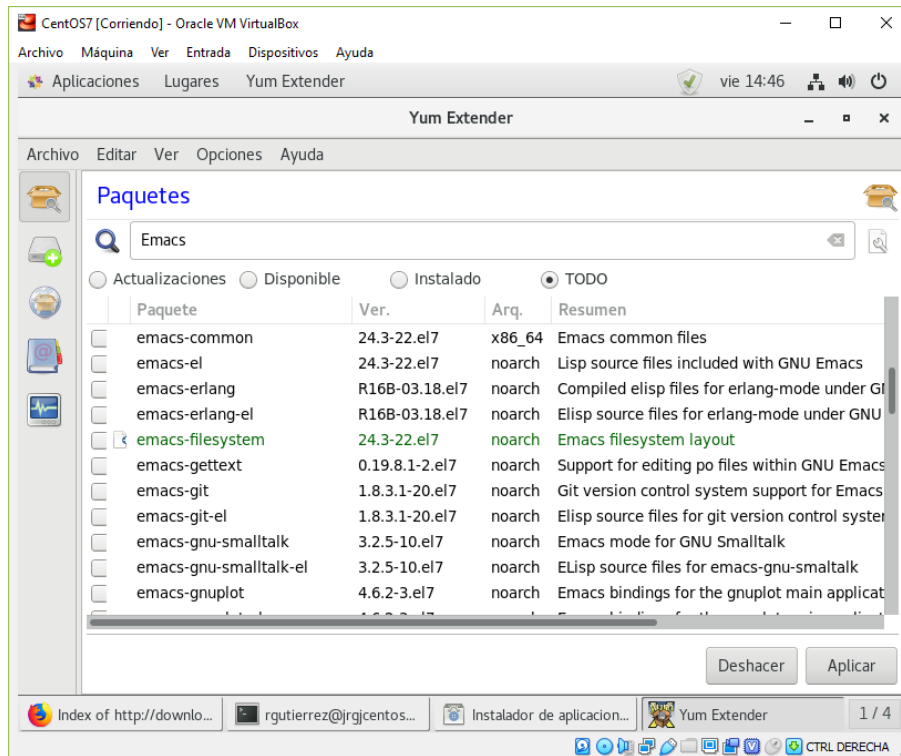 CentOS7 [Corriendo] - Oracle VM VirtualBox
Archivo Máquina Ver Entrada Dispositivos Ayuda
Aplicaciones Lugares Yum Extender vie 14:46
Yum Extender
Archivo Editar Ver Opciones Ayuda
Paquetes
Emacs
Actualizaciones Disponible Instalado TODO
Paquete Ver. Arq. Resumen
emacs-common 24.3-22.el7 x86_64 Emacs common files
emacs-el 24.3-22.el7 noarch Lisp source files included with GNU Emacs
emacs-erlang R16B-03.18.el7 noarch Compiled elisp files for erlang-mode under
emacs-erlang-el R16B-03.18.el7 noarch Elisp source files for erlang-mode under GNU
emacs-filesystem 24.3-22.el7 noarch Emacs filesystem layout
emacs-gettext 0.19.8.1-2.el7 noarch Support for editing po files within GNU Emacs
emacs-git 1.8.3.1-20.el7 noarch Git version control system support for Emacs
emacs-git-el 1.8.3.1-20.el7 noarch Elisp source files for git version control
emacs-gnu-smalltalk 3.2.5-10.el7 noarch Emacs mode for GNU Smalltalk
emacs-gnu-smalltalk-el 3.2.5-10.el7 noarch ELisp source files for emacs-gnu-smaltalk
emacs-gnuplot 4.6.2-3.el7 noarch Emacs bindings for the gnuplot main applicat
Deshacer Aplicar
Index of http://downlo... rgutierrez@jrgjcentos... Instalador de aplicacion... Yum Extender 1 / 4
CTRL DERECHA